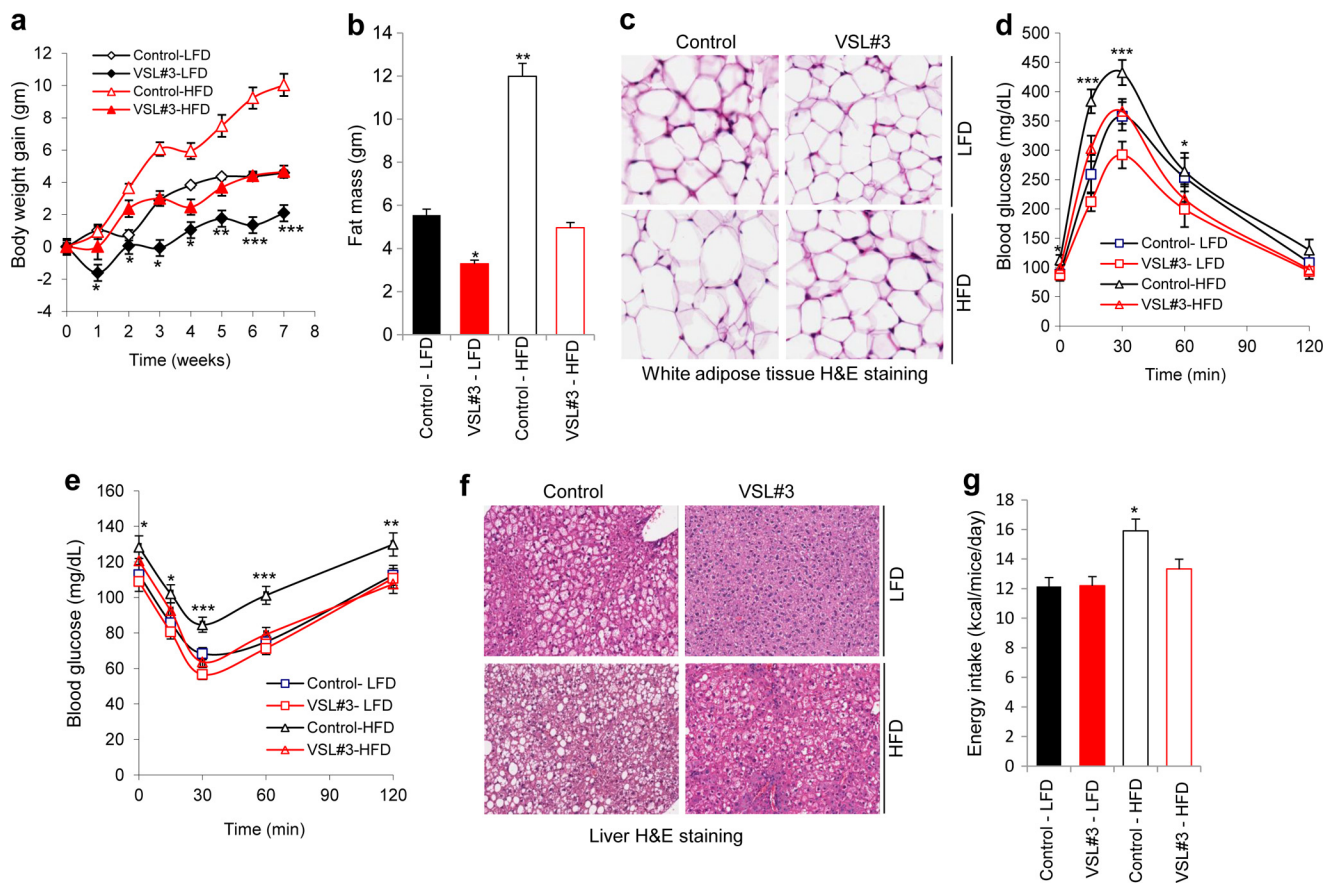 a
Control-LFD
VSL#3-LFD
Control-HFD
VSL#3-HFD
Body weight gain (gm)
12
10
8
6
4
2
0
-2
-4
* * * * ** *** ***
0 1 2 3 4 5 6 7 8
Time (weeks)
b
Fat mass (gm)
14
12
10
8
6
4
2
0
* **
Control - LFD
VSL#3 - LFD
Control - HFD
VSL#3 - HFD
c
Control VSL#3
LFD
HFD
White adipose tissue H&E staining
d
Blood glucose (mg/dL)
500
450
400
350
300
250
200
150
100
50
0
* *** *** *
Control- LFD
VSL#3- LFD
Control-HFD
VSL#3-HFD
0 30 60 90 120
Time (min)
e
Blood glucose (mg/dL)
160
140
120
100
80
60
40
20
0
* * *** *** **
Control- LFD
VSL#3- LFD
Control-HFD
VSL#3-HFD
0 30 60 90 120
Time (min)
f
Control VSL#3
LFD
HFD
Liver H&E staining
g
Energy intake (kcal/mice/day)
18
16
14
12
10
8
6
4
2
0
*
Control - LFD
VSL#3 - LFD
Control - HFD
VSL#3 - HFD